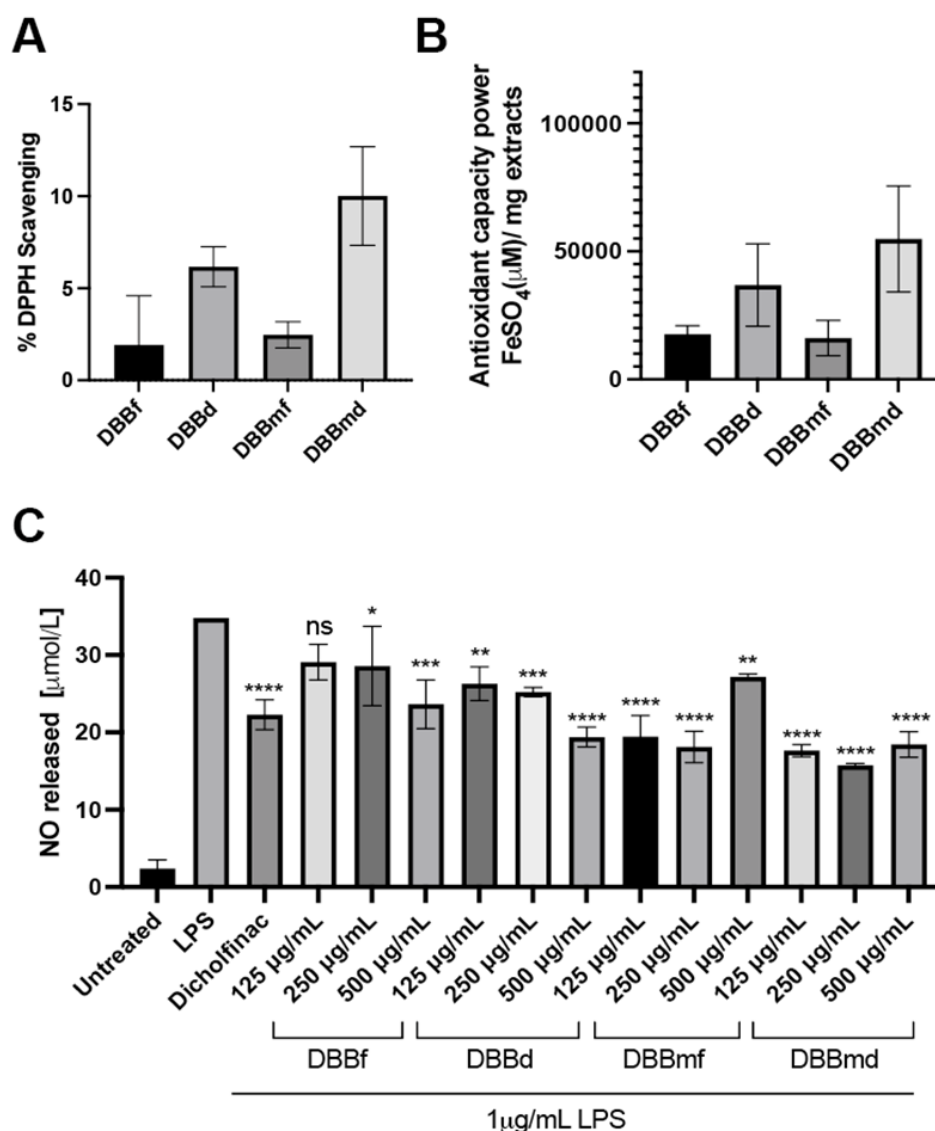 A
% DPPH Scavenging
15
10
5
0
DBBf
DBBd
DBBmf
DBBmd
B
Antioxidant capacity power
FeSO₄(μM)/ mg extracts
100000
50000
0
DBBf
DBBd
DBBmf
DBBmd
C
NO released [μmol/L]
40
30
20
10
0
****
ns
*
***
**
***
****
****
****
**
****
****
****
Untreated
LPS
Dicholfinac
125 µg/mL
250 µg/mL
500 µg/mL
125 µg/mL
250 µg/mL
500 µg/mL
125 µg/mL
250 µg/mL
500 µg/mL
125 µg/mL
250 µg/mL
500 µg/mL
DBBf
DBBd
DBBmf
DBBmd
1μg/mL LPS